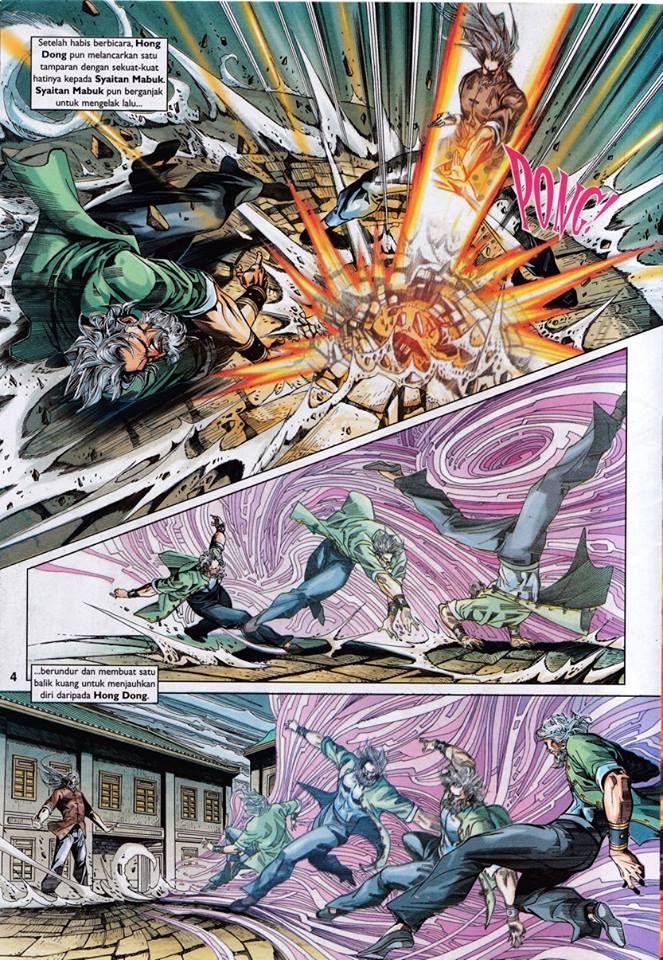 Setelah habis berbicara, Hong
Dong pun melancarkan satu
tamparan dengan sekuat-kuat
hatinya kepada Syaitan Mabuk.
Syaitan Mabuk pun berganjak
untuk mengelak lalu...
PONG!
4
...berundur dan membuat satu
balik kuang untuk menjauhkan
diri daripada Hong Dong.